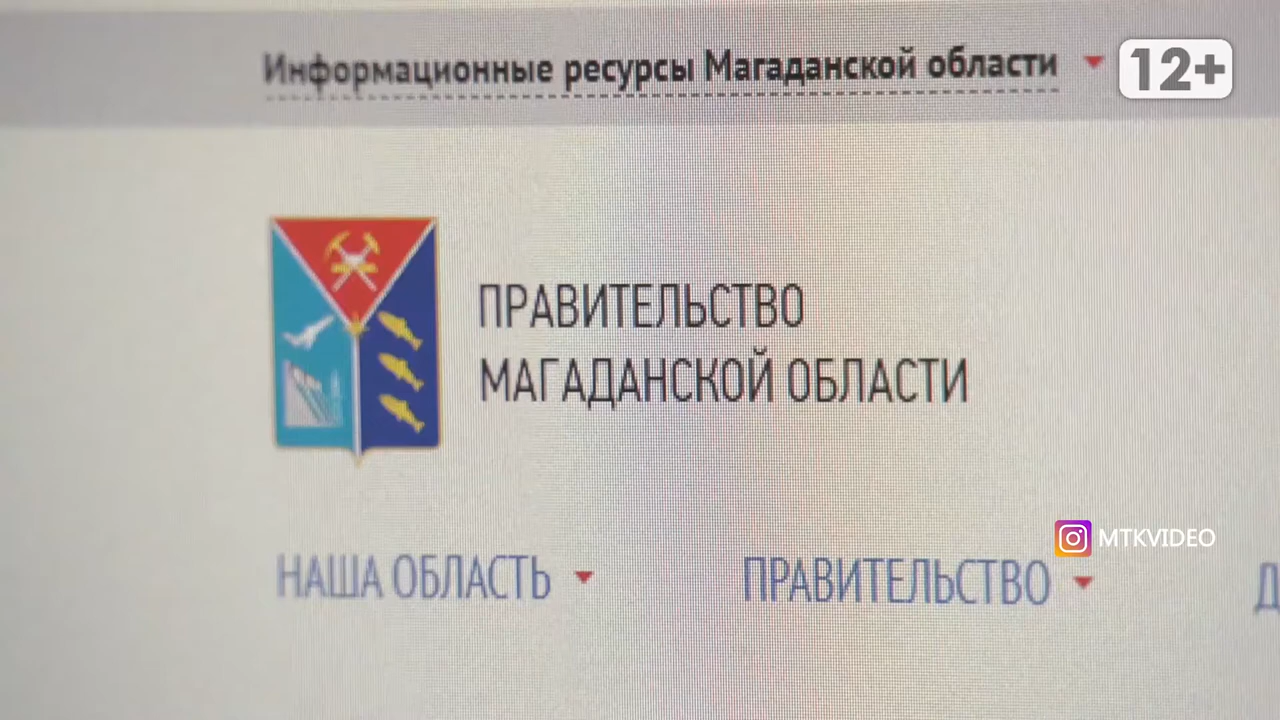 Информационные ресурсы Магаданской области
12+
ПРАВИТЕЛЬСТВО
МАГАДАНСКОЙ ОБЛАСТИ
MTKVIDEO
НАША ОБЛАСТЬ
ПРАВИТЕЛЬСТВО